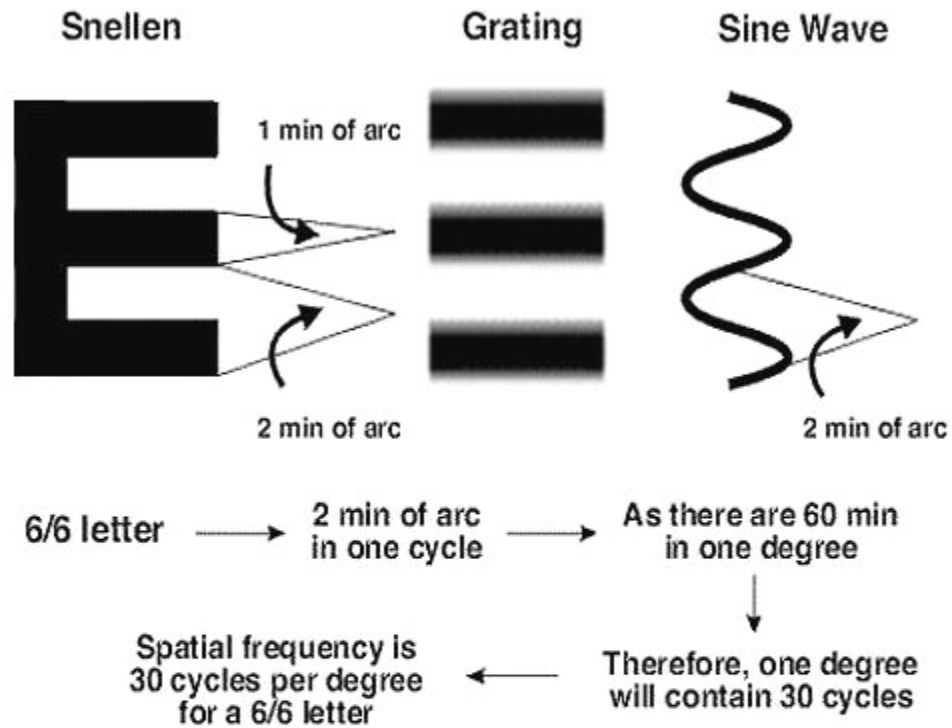 Snellen
Grating
Sine Wave
1 min of arc
2 min of arc
2 min of arc
6/6 letter
2 min of arc
in one cycle
As there are 60 min
in one degree
Therefore, one degree
will contain 30 cycles
Spatial frequency is
30 cycles per degree
for a 6/6 letter